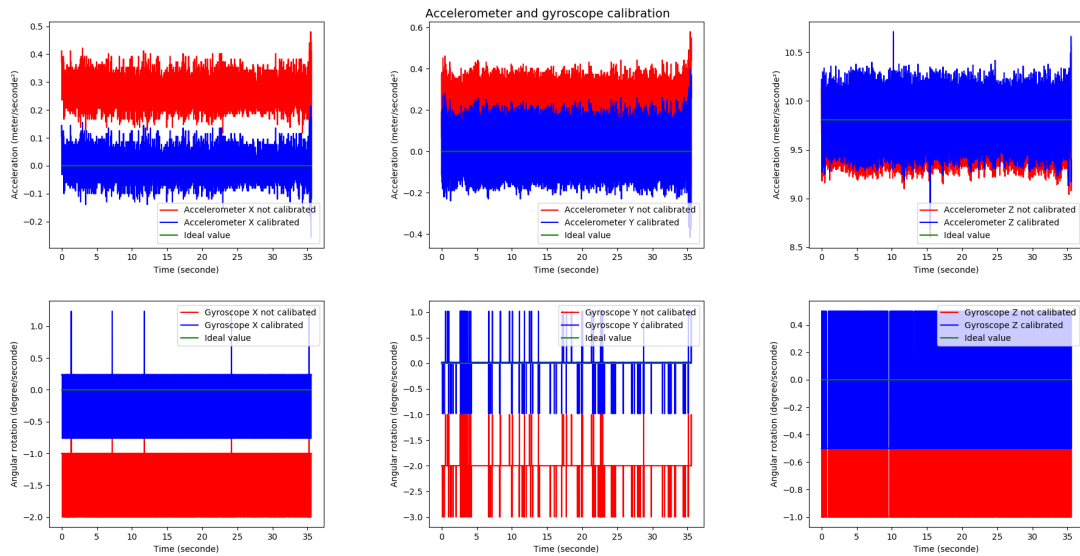 Accelerometer and gyroscope calibration
Acceleration (meter/seconde²)
0.5
0.4
0.3
0.2
0.1
0.0
−0.1
−0.2
Accelerometer X not calibrated
Accelerometer X calibrated
Ideal value
0 5 10 15 20 25 30 35
Time (seconde)
Acceleration (meter/seconde²)
0.6
0.4
0.2
0.0
−0.2
−0.4
Accelerometer Y not calibrated
Accelerometer Y calibrated
Ideal value
0 5 10 15 20 25 30 35
Time (seconde)
Acceleration (meter/seconde²)
10.5
10.0
9.5
9.0
8.5
Accelerometer Z not calibrated
Accelerometer Z calibrated
Ideal value
0 5 10 15 20 25 30 35
Time (seconde)
Angular rotation (degree/seconde)
1.0
0.5
0.0
−0.5
−1.0
−1.5
−2.0
Gyroscope X not calibated
Gyroscope X calibrated
Ideal value
0 5 10 15 20 25 30 35
Time (seconde)
Angular rotation (degree/seconde)
1.0
0.5
0.0
−0.5
−1.0
−1.5
−2.0
−2.5
−3.0
Gyroscope Y not calibated
Gyroscope Y calibrated
Ideal value
0 5 10 15 20 25 30 35
Time (seconde)
Angular rotation (degree/seconde)
0.4
0.2
0.0
−0.2
−0.4
−0.6
−0.8
−1.0
Gyroscope Z not calibated
Gyroscope Z calibrated
Ideal value
0 5 10 15 20 25 30 35
Time (seconde)